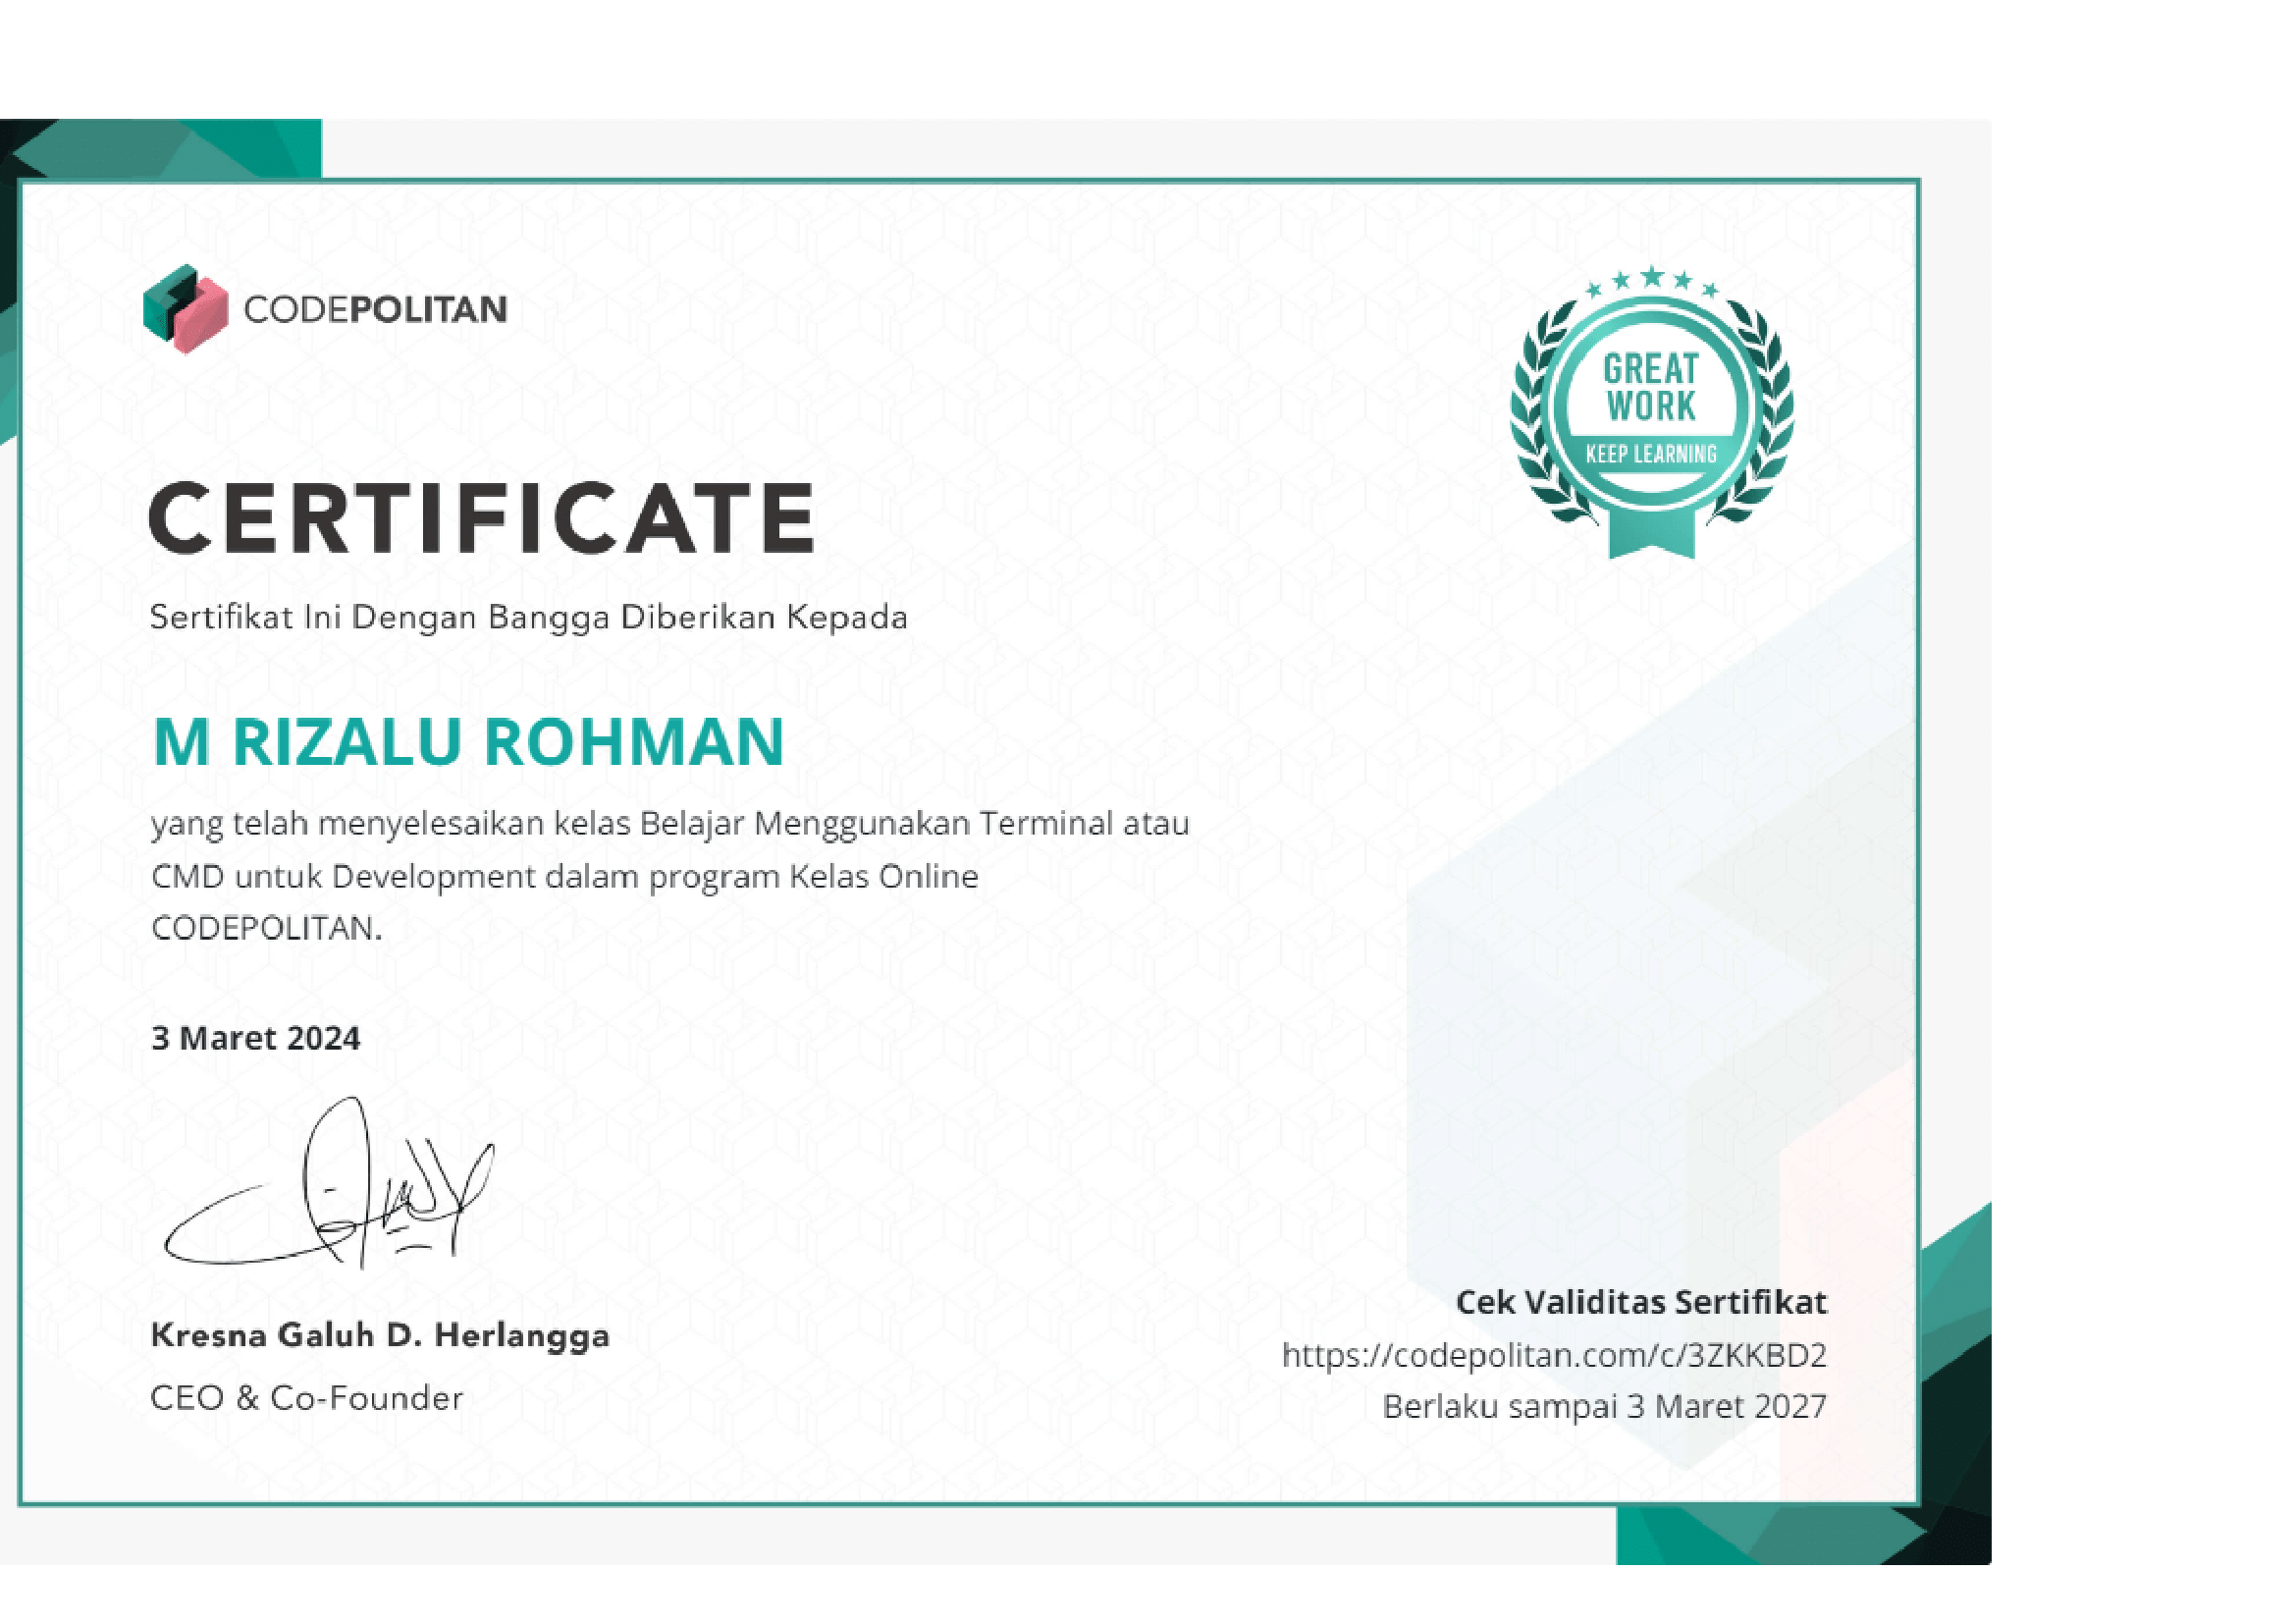 CODEPOLITAN
GREAT
WORK
KEEP LEARNING
CERTIFICATE
Sertifikat Ini Dengan Bangga Diberikan Kepada
M RIZALU ROHMAN
yang telah menyelesaikan kelas Belajar Menggunakan Terminal atau
CMD untuk Development dalam program Kelas Online
CODEPOLITAN.
3 Maret 2024
Kresna Galuh D. Herlangga
CEO & Co-Founder
Cek Validitas Sertifikat
https://codepolitan.com/c/3ZKKBD2
Berlaku sampai 3 Maret 2027